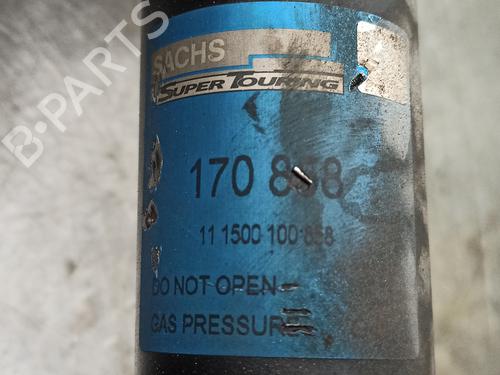 SACHS
SUPER TOURING
170 858
11 1500 100 858
DO NOT OPEN
GAS PRESSURE
B-PARTS